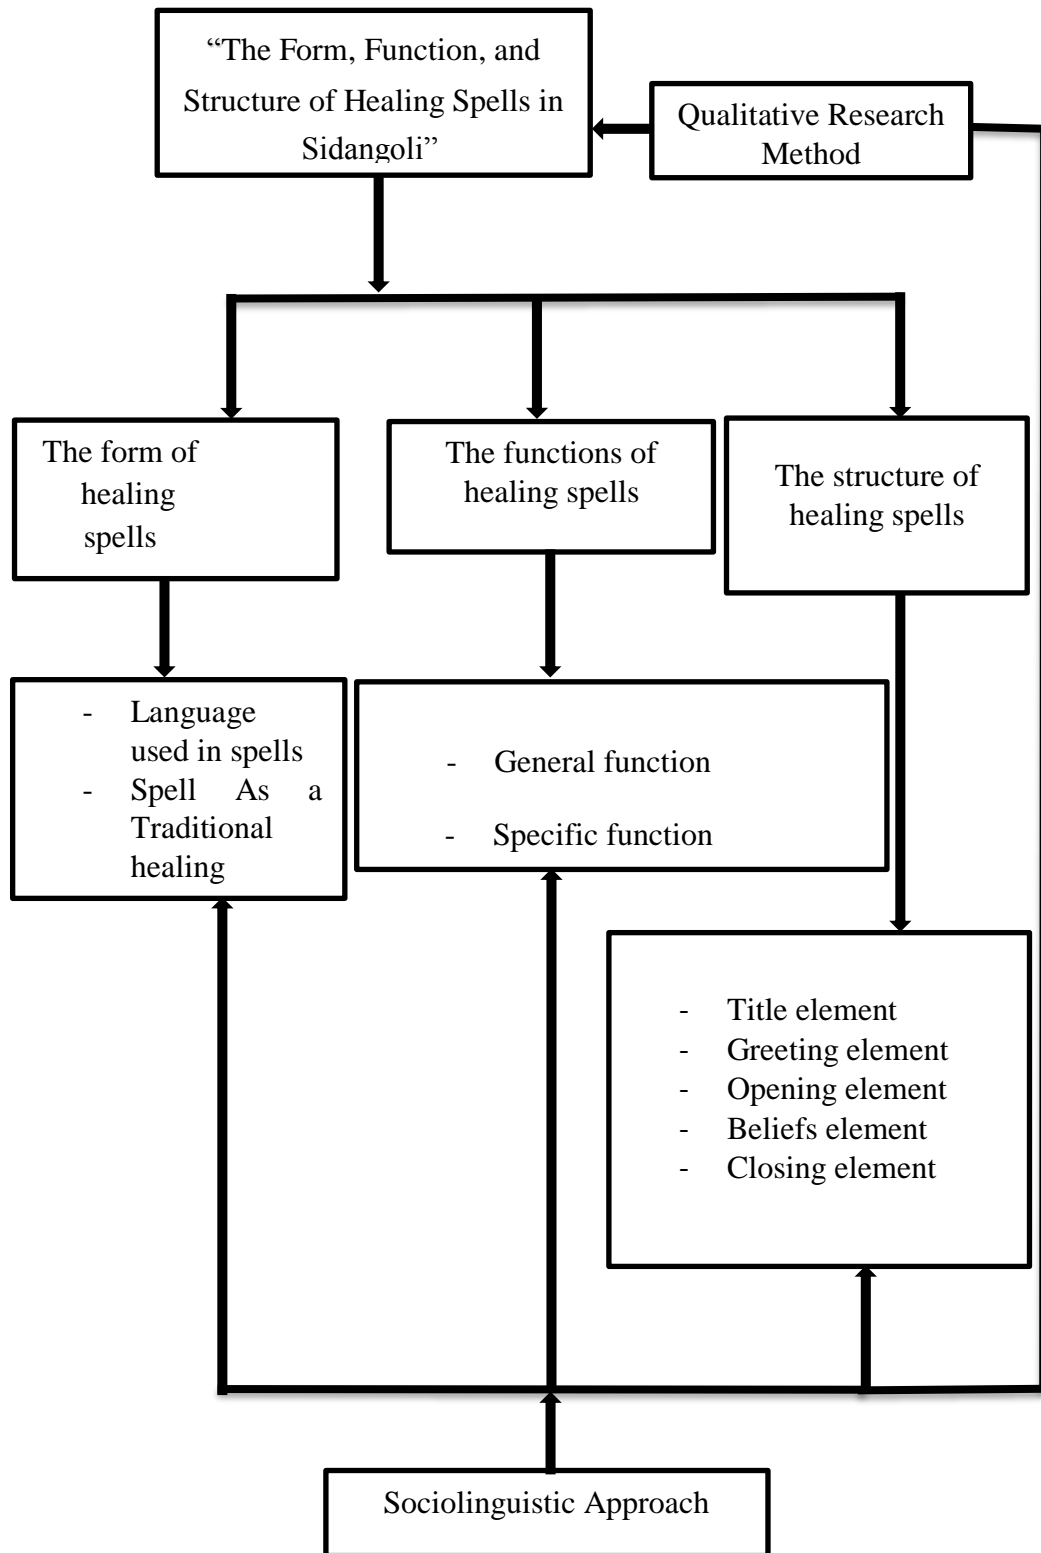 “The Form, Function, and
Structure of Healing Spells in
Sidangoli”
Qualitative Research
Method
The form of
healing
spells
The functions of
healing spells
The structure of
healing spells
- Language
used in spells
- Spell As a
Traditional
healing
- General function
- Specific function
- Title element
- Greeting element
- Opening element
- Beliefs element
- Closing element
Sociolinguistic Approach